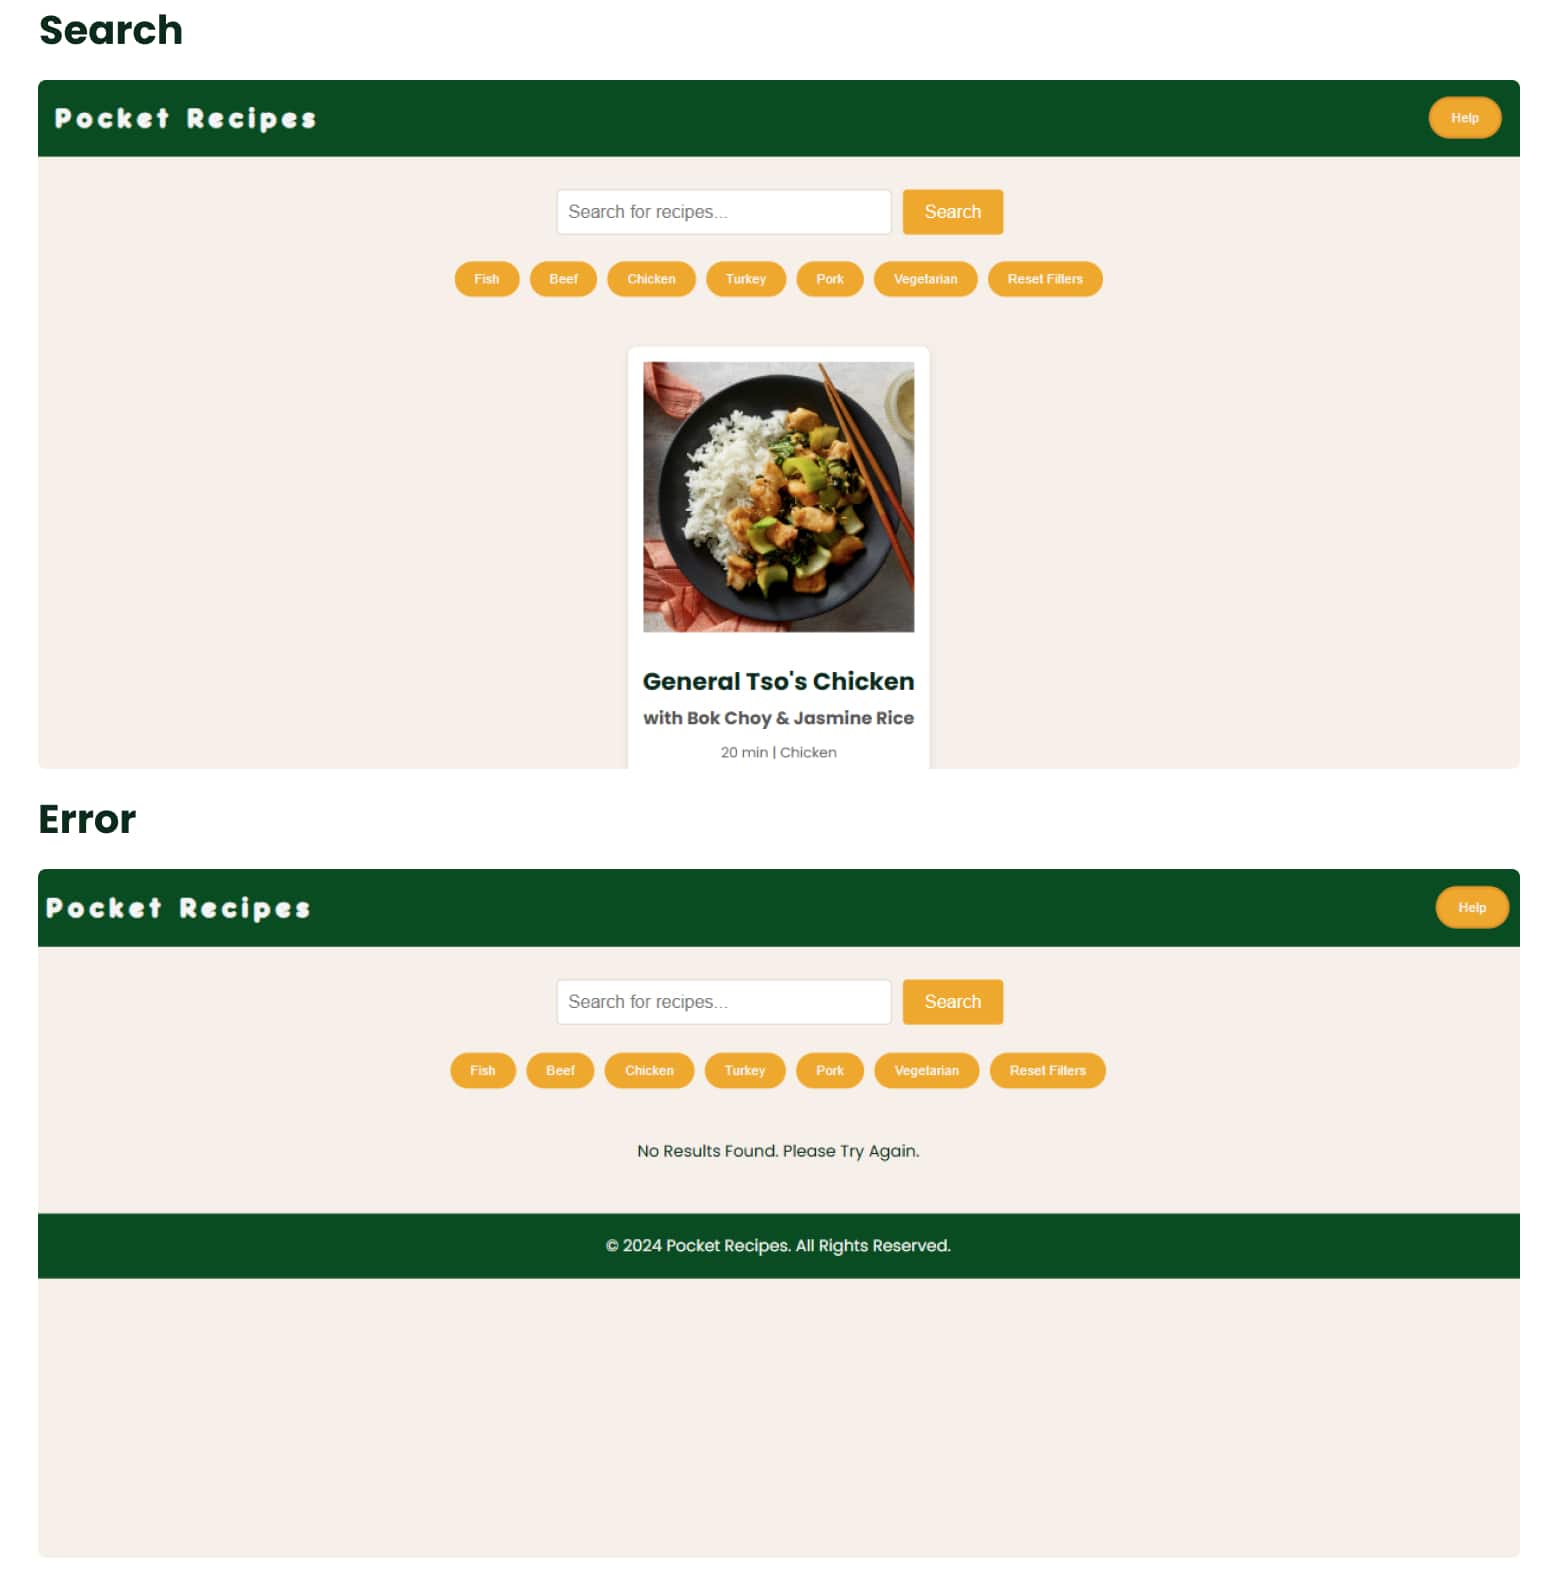 Search
Pocket Recipes
Help
Search for recipes...
Search
Fish Beef Chicken Turkey Pork Vegetarian Reset Filters
General Tso's Chicken
with Bok Choy & Jasmine Rice
20 min | Chicken
Error
Pocket Recipes
Help
Search for recipes...
Search
Fish Beef Chicken Turkey Pork Vegetarian Reset Filters
No Results Found. Please Try Again.
© 2024 Pocket Recipes. All Rights Reserved.